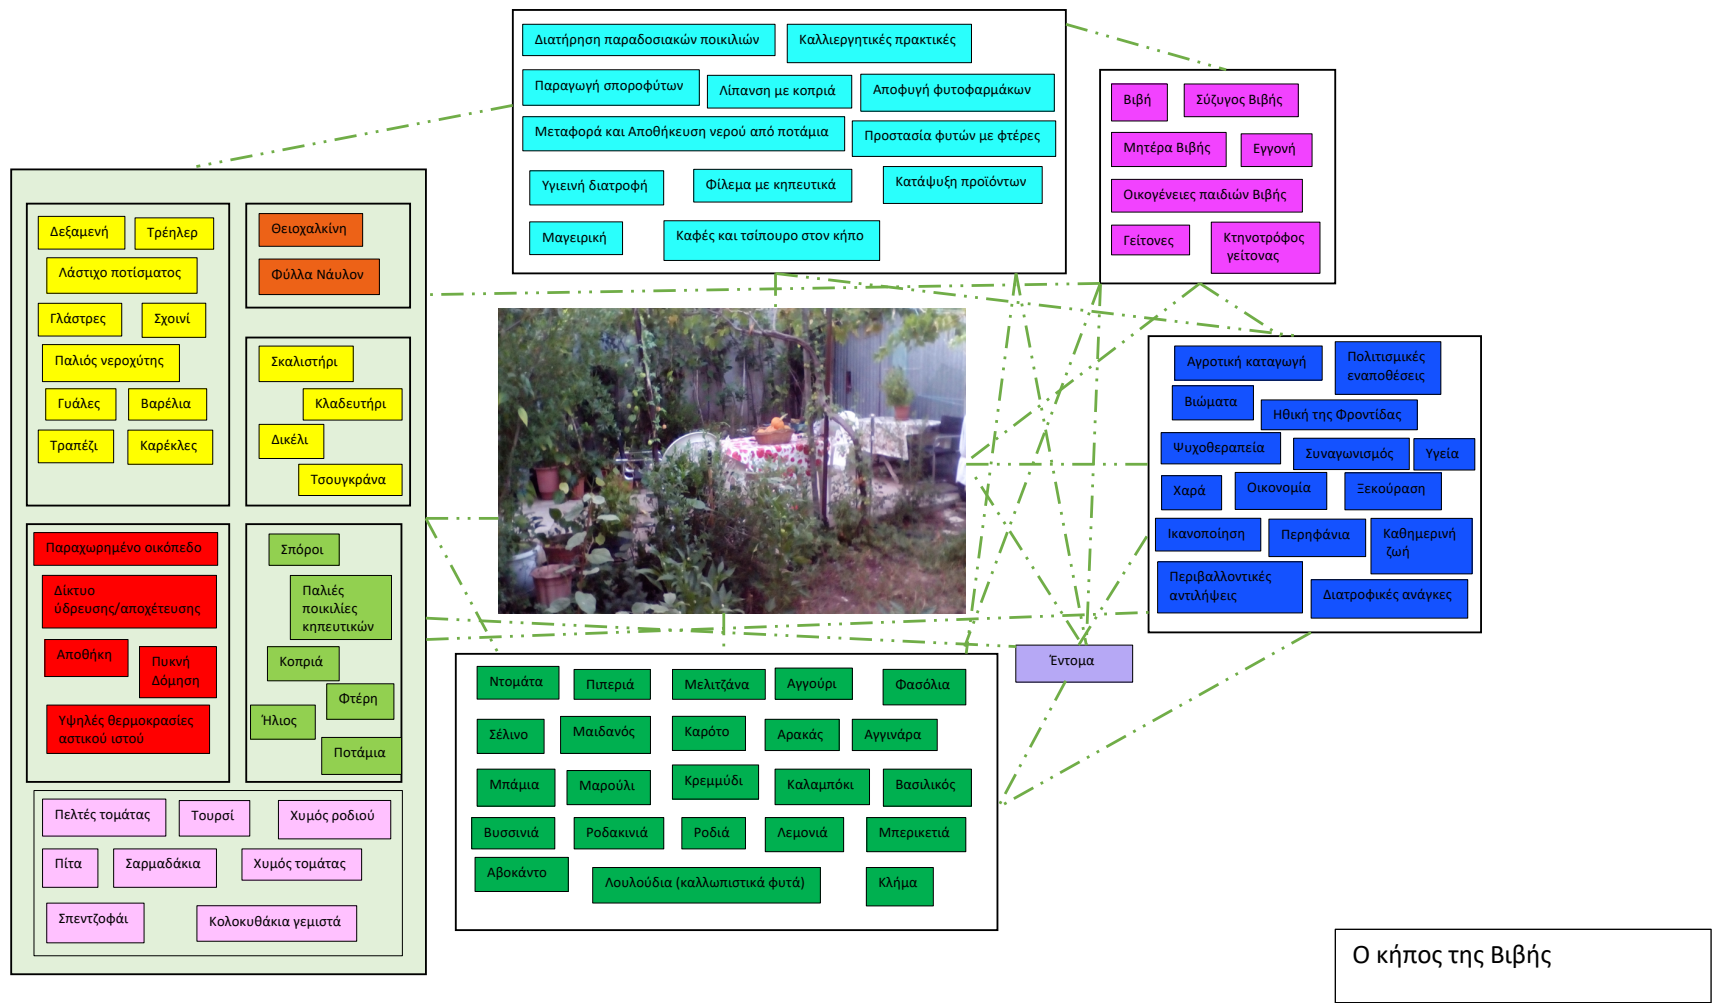 Διατήρηση παραδοσιακών ποικιλιών
Καλλιεργητικές πρακτικές
Παραγωγή σποροφύτων
Λίπανση με κοπριά
Αποφυγή φυτοφαρμάκων
Μεταφορά και Αποθήκευση νερού από ποτάμια
Προστασία φυτών με φτέρες
Υγιεινή διατροφή
Φίλεμα με κηπευτικά
Κατάψυξη προϊόντων
Μαγειρική
Καφές και τσίπουρο στον κήπο
Βιβή
Σύζυγος Βιβής
Μητέρα Βιβής
Εγγονή
Οικογένειες παιδιών Βιβής
Γείτονες
Κτηνοτρόφος
γείτονας
Δεξαμενή
Τρέηλερ
Λάστιχο ποτίσματος
Γλάστρες
Σχοινί
Παλιός νεροχύτης
Γυάλες
Βαρέλια
Τραπέζι
Καρέκλες
Θειοχαλκίνη
Φύλλα Νάυλον
Σκαλιστήρι
Κλαδευτήρι
Δικέλι
Τσουγκράνα
Παραχωρημένο οικόπεδο
Δίκτυο
ύδρευσης/αποχέτευσης
Αποθήκη
Πυκνή
Δόμηση
Υψηλές θερμοκρασίες
αστικού ιστού
Σπόροι
Παλιές
ποικιλίες
κηπευτικών
Κοπριά
Φτέρη
Ήλιος
Ποτάμια
Πελτές τομάτας
Τουρσί
Χυμός ροδιού
Πίτα
Σαρμαδάκια
Χυμός τομάτας
Σπεντζοφάι
Κολοκυθάκια γεμιστά
Αγροτική καταγωγή
Πολιτισμικές
εναποθέσεις
Βιώματα
Ηθική της Φροντίδας
Ψυχοθεραπεία
Συναγωνισμός
Υγεία
Χαρά
Οικονομία
Ξεκούραση
Ικανοποίηση
Περηφάνια
Καθημερινή
ζωή
Περιβαλλοντικές
αντιλήψεις
Διατροφικές ανάγκες
Έντομα
Ντομάτα
Πιπεριά
Μελιτζάνα
Αγγούρι
Φασόλια
Σέλινο
Μαιδανός
Καρότο
Αρακάς
Αγγινάρα
Μπάμια
Μαρούλι
Κρεμμύδι
Καλαμπόκι
Βασιλικός
Βυσσινιά
Ροδακινιά
Ροδιά
Λεμονιά
Μπερικετιά
Αβοκάντο
Λουλούδια (καλλωπιστικά φυτά)
Κλήμα
Ο κήπος της Βιβής